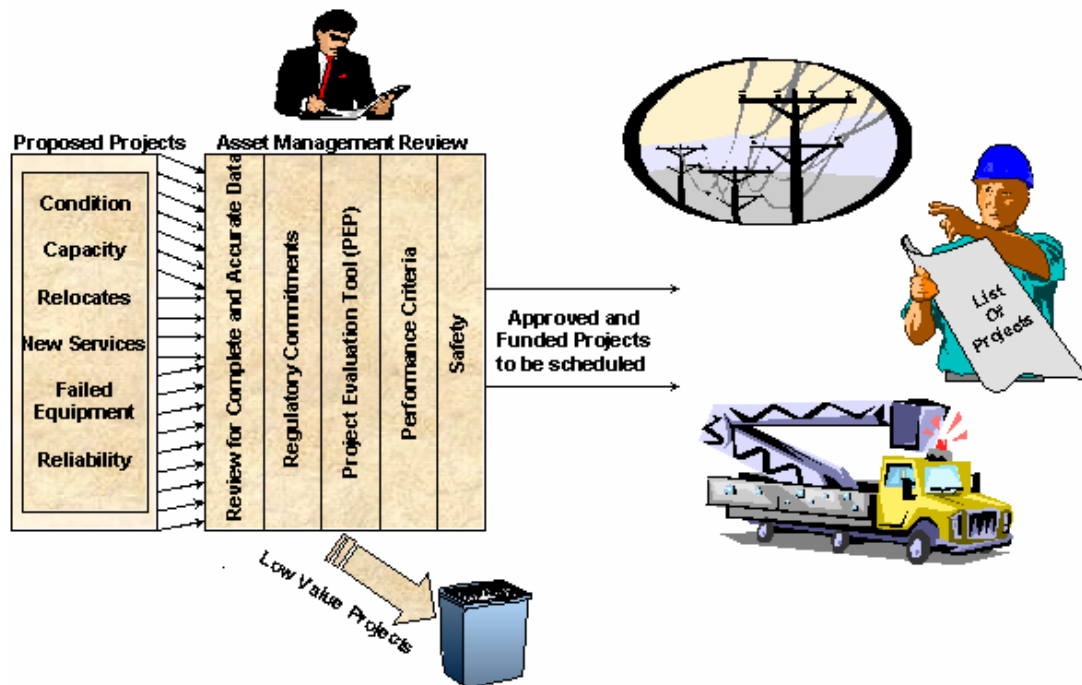 Proposed Projects
Condition
Capacity
Relocates
New Services
Failed
Equipment
Reliability
Asset Management Review
Review for Complete and Accurate Data
Regulatory Commitments
Project Evaluation Tool (PEP)
Performance Criteria
Safety
Approved and
Funded Projects
to be scheduled
List
Of
Projects
Low Value Projects